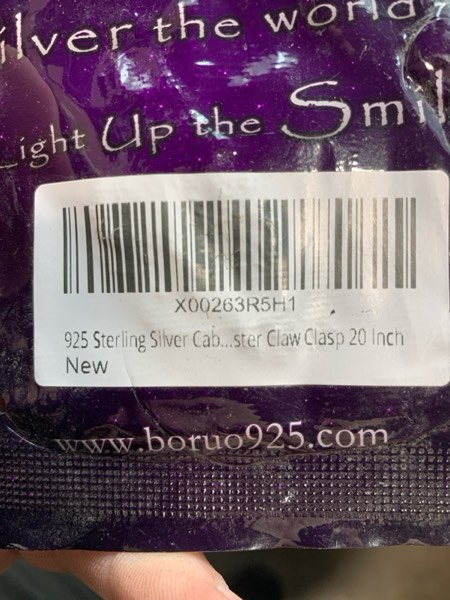 ilver the world,
Light Up the Smil
X00263R5H1
925 Sterling Silver Cab...ster Claw Clasp 20 Inch
New
www.boruo925.com